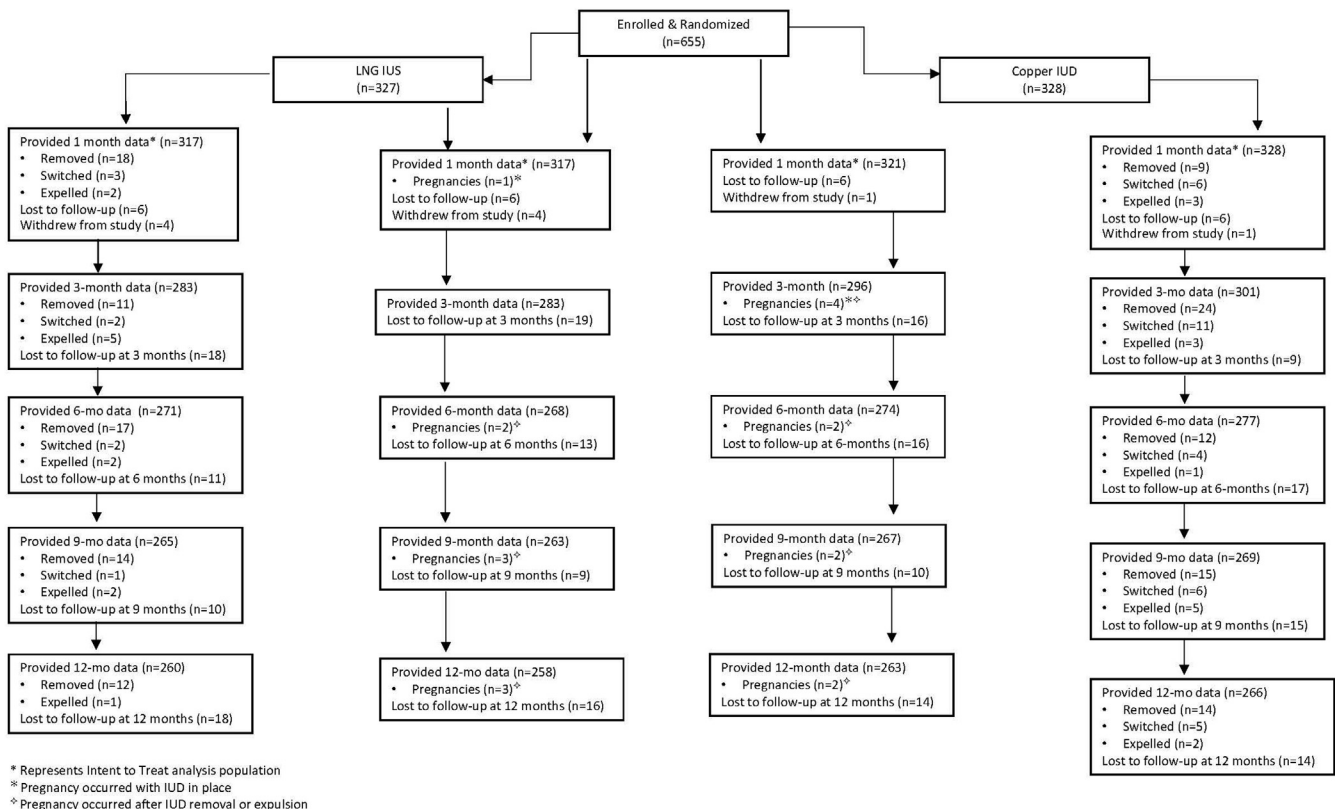 Enrolled & Randomized
(n=655)
LNG IUS
(n=327)
Copper IUD
(n=328)
Provided 1 month data* (n=317)
• Removed (n=18)
• Switched (n=3)
• Expelled (n=2)
Lost to follow-up (n=6)
Withdrew from study (n=4)
Provided 3-month data (n=283)
• Removed (n=11)
• Switched (n=2)
• Expelled (n=5)
Lost to follow-up at 3 months (n=18)
Provided 6-mo data (n=271)
• Removed (n=17)
• Switched (n=2)
• Expelled (n=2)
Lost to follow-up at 6 months (n=11)
Provided 9-mo data (n=265)
• Removed (n=14)
• Switched (n=1)
• Expelled (n=2)
Lost to follow-up at 9 months (n=10)
Provided 12-mo data (n=260)
• Removed (n=12)
• Expelled (n=1)
Lost to follow-up at 12 months (n=18)
Provided 1 month data* (n=317)
• Pregnancies (n=1)*
Lost to follow-up (n=6)
Withdrew from study (n=4)
Provided 3-month data (n=283)
Lost to follow-up at 3 months (n=19)
Provided 6-month data (n=268)
• Pregnancies (n=2)✧
Lost to follow-up at 6 months (n=13)
Provided 9-month data (n=263)
• Pregnancies (n=3)✧
Lost to follow-up at 9 months (n=9)
Provided 12-mo data (n=258)
• Pregnancies (n=3)✧
Lost to follow-up at 12 months (n=16)
Provided 1 month data* (n=321)
Lost to follow-up (n=6)
Withdrew from study (n=1)
Provided 3-month (n=296)
• Pregnancies (n=4)*✧
Lost to follow-up at 3 months (n=16)
Provided 6-month data (n=274)
• Pregnancies (n=2)✧
Lost to follow-up at 6-months (n=16)
Provided 9-month data (n=267)
• Pregnancies (n=2)✧
Lost to follow-up at 9 months (n=10)
Provided 12-month data (n=263)
• Pregnancies (n=2)✧
Lost to follow-up at 12 months (n=14)
Provided 1 month data* (n=328)
• Removed (n=9)
• Switched (n=6)
• Expelled (n=3)
Lost to follow-up (n=6)
Withdrew from study (n=1)
Provided 3-mo data (n=301)
• Removed (n=24)
• Switched (n=11)
• Expelled (n=3)
Lost to follow-up at 3 months (n=9)
Provided 6-mo data (n=277)
• Removed (n=12)
• Switched (n=4)
• Expelled (n=1)
Lost to follow-up at 6-months (n=17)
Provided 9-mo data (n=269)
• Removed (n=15)
• Switched (n=6)
• Expelled (n=5)
Lost to follow-up at 9 months (n=15)
Provided 12-mo data (n=266)
• Removed (n=14)
• Switched (n=5)
• Expelled (n=2)
Lost to follow-up at 12 months (n=14)
* Represents Intent to Treat analysis population
* Pregnancy occurred with IUD in place
✧ Pregnancy occurred after IUD removal or expulsion